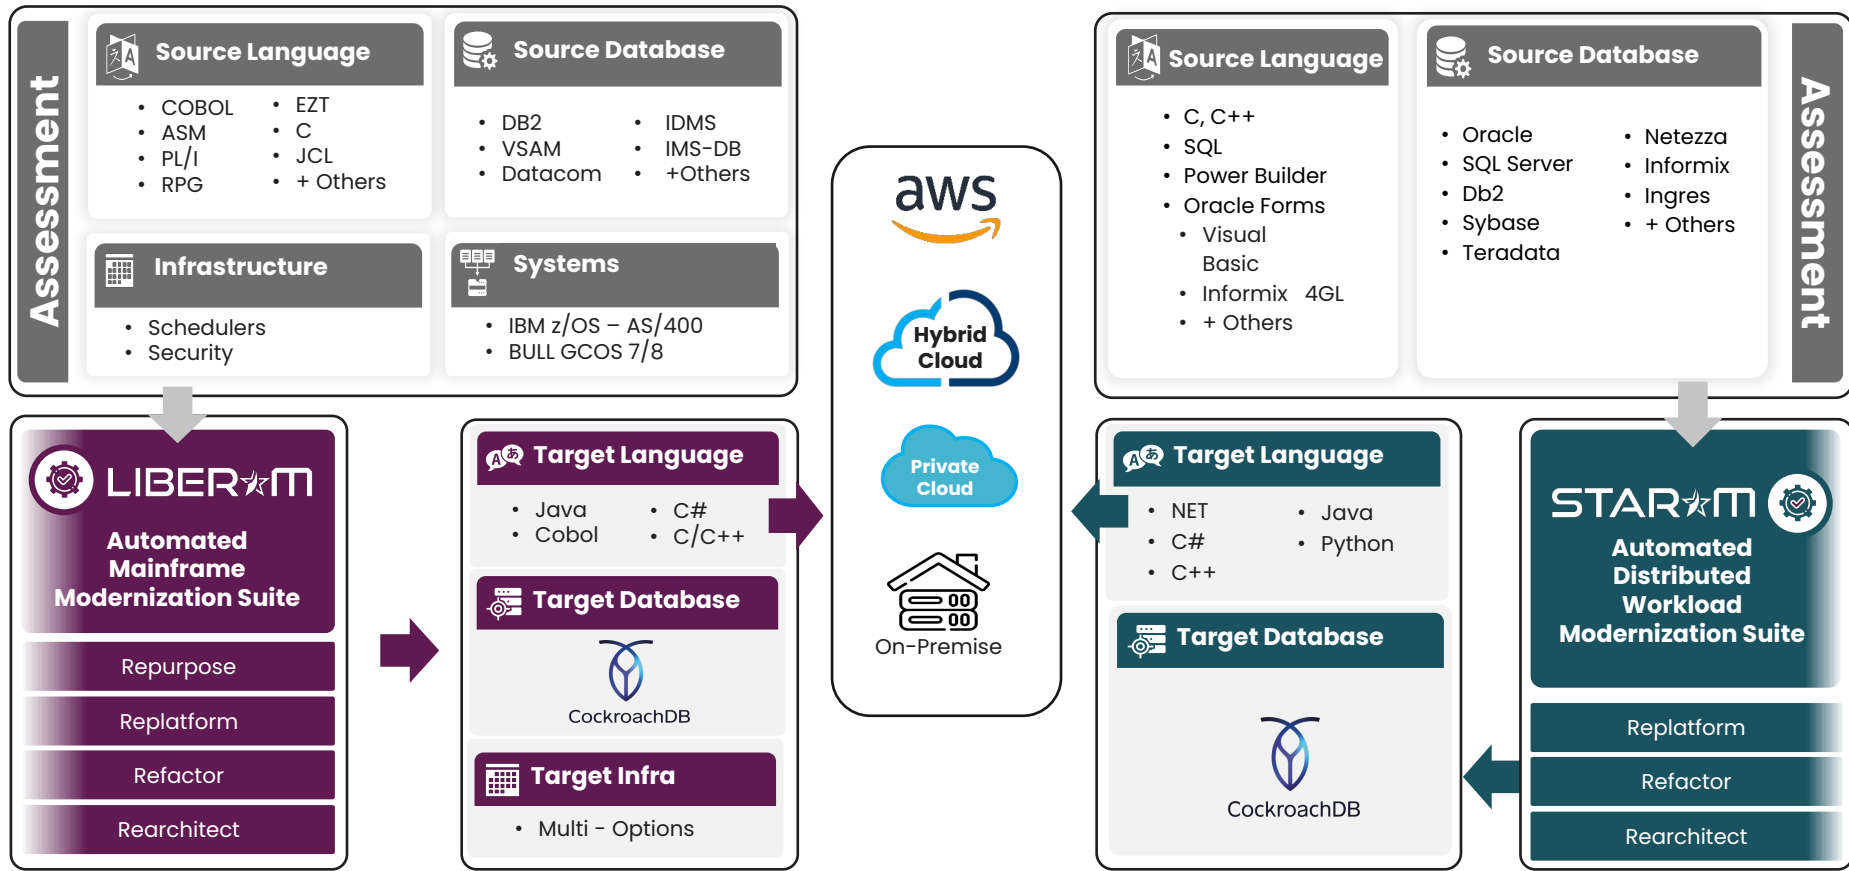 Assessment
Source Language
COBOL
ASM
PL/I
RPG
EZT
C
JCL
+ Others
Source Database
DB2
VSAM
Datacom
IDMS
IMS-DB
+Others
Infrastructure
Schedulers
Security
Systems
IBM z/OS – AS/400
BULL GCOS 7/8
LIBER☆M
Automated
Mainframe
Modernization Suite
Repurpose
Replatform
Refactor
Rearchitect
Target Language
Java
Cobol
C#
C/C++
Target Database
CockroachDB
Target Infra
Multi - Options
aws
Hybrid
Cloud
Private
Cloud
On-Premise
Source Language
C, C++
SQL
Power Builder
Oracle Forms
Visual
Basic
Informix 4GL
+ Others
Source Database
Oracle
SQL Server
Db2
Sybase
Teradata
Netezza
Informix
Ingres
+ Others
Assessment
Target Language
NET
C#
C++
Java
Python
Target Database
CockroachDB
STAR☆M
Automated
Distributed
Workload
Modernization Suite
Replatform
Refactor
Rearchitect